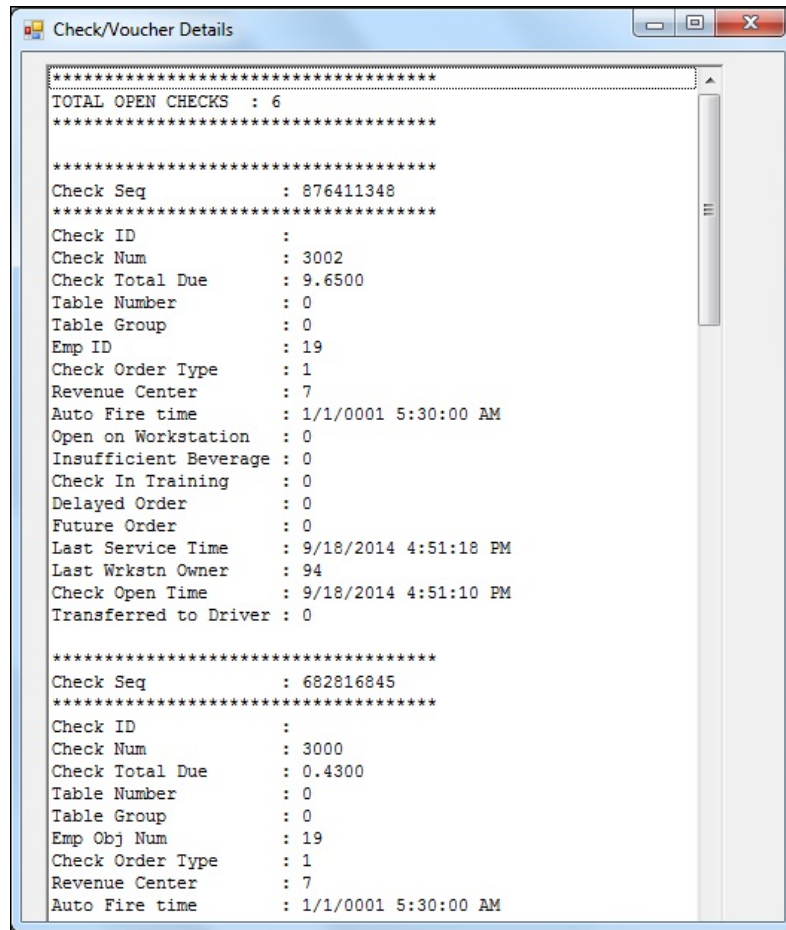 Check/Voucher Details
*************************************
TOTAL OPEN CHECKS  : 6
*************************************
*************************************
Check Seq             : 876411348
*************************************
Check ID              :
Check Num             : 3002
Check Total Due       : 9.6500
Table Number          : 0
Table Group           : 0
Emp ID                : 19
Check Order Type      : 1
Revenue Center        : 7
Auto Fire time        : 1/1/0001 5:30:00 AM
Open on Workstation   : 0
Insufficient Beverage : 0
Check In Training     : 0
Delayed Order         : 0
Future Order          : 0
Last Service Time     : 9/18/2014 4:51:18 PM
Last Wrkstn Owner     : 94
Check Open Time       : 9/18/2014 4:51:10 PM
Transferred to Driver : 0
*************************************
Check Seq             : 682816845
*************************************
Check ID              :
Check Num             : 3000
Check Total Due       : 0.4300
Table Number          : 0
Table Group           : 0
Emp Obj Num           : 19
Check Order Type      : 1
Revenue Center        : 7
Auto Fire time        : 1/1/0001 5:30:00 AM